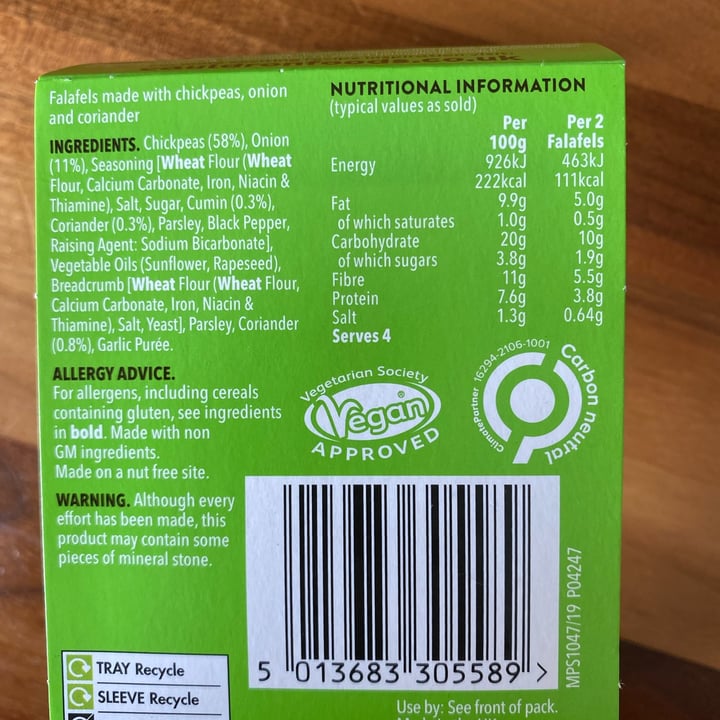 foods.co.uk
Falafels made with chickpeas, onion
and coriander
INGREDIENTS. Chickpeas (58%), Onion
(11%), Seasoning [Wheat Flour (Wheat
Flour, Calcium Carbonate, Iron, Niacin &
Thiamine), Salt, Sugar, Cumin (0.3%),
Coriander (0.3%), Parsley, Black Pepper,
Raising Agent: Sodium Bicarbonate],
Vegetable Oils (Sunflower, Rapeseed),
Breadcrumb [Wheat Flour (Wheat Flour,
Calcium Carbonate, Iron, Niacin &
Thiamine), Salt, Yeast], Parsley, Coriander
(0.8%), Garlic Purée.
ALLERGY ADVICE.
For allergens, including cereals
containing gluten, see ingredients
in bold. Made with non
GM ingredients.
Made on a nut free site.
WARNING. Although every
effort has been made, this
product may contain some
pieces of mineral stone.
TRAY Recycle
SLEEVE Recycle
NUTRITIONAL INFORMATION
(typical values as sold)
Per 100g Per 2 Falafels
Energy 926kJ 463kJ
222kcal 111kcal
Fat 9.9g 5.0g
of which saturates 1.0g 0.5g
Carbohydrate 20g 10g
of which sugars 3.8g 1.9g
Fibre 11g 5.5g
Protein 7.6g 3.8g
Salt 1.3g 0.64g
Serves 4
Vegetarian Society
Vegan
APPROVED
ClimatePartner 16294-2106-1001
Carbon neutral
5 013683 305589 >
MPS1047/19 P04247
Use by: See front of pack.